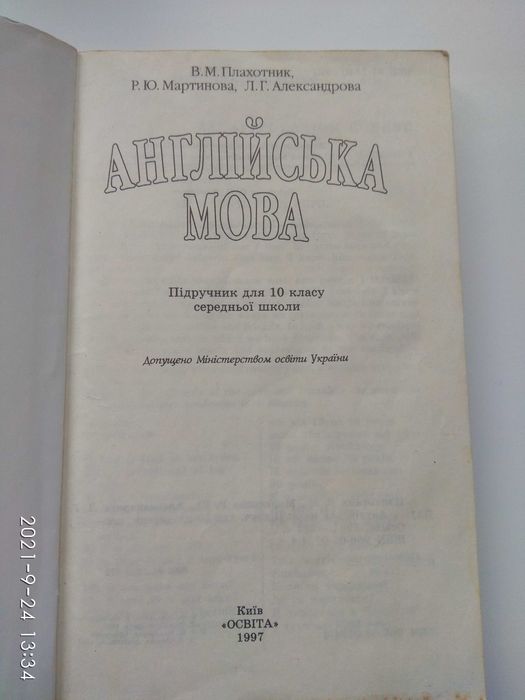 В.М.Плахотник,
Р.Ю.Мартинова, Л.Г.Александрова
АНГЛІЙСЬКА
МОВА
Підручник для 10 класу
середньої школи
Допущено Міністерством освіти України
Київ
«ОСВІТА»
1997
2021-9-24 13:34